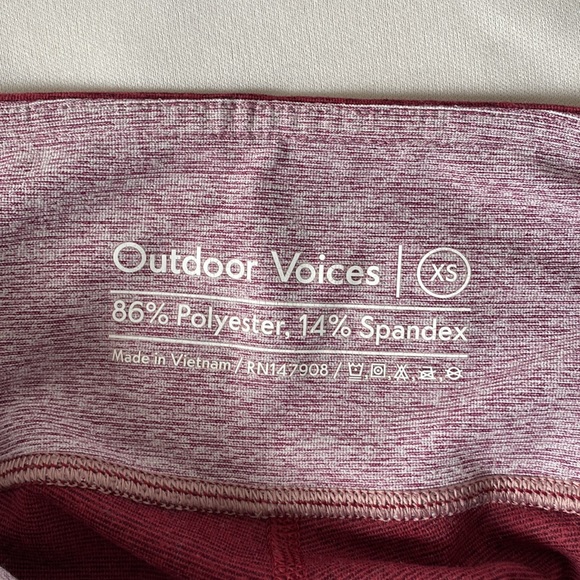 Outdoor Voices | XS
86% Polyester, 14% Spandex
Made in Vietnam / RN147908 /